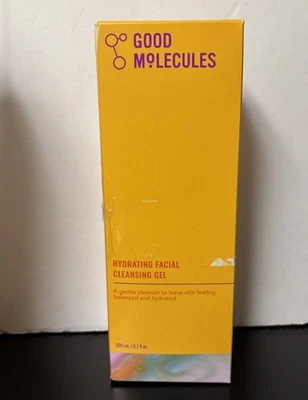 GOOD
MOLECULES
HYDRATING FACIAL
CLEANSING GEL
A gentle cleanser to leave skin feeling
balanced and hydrated